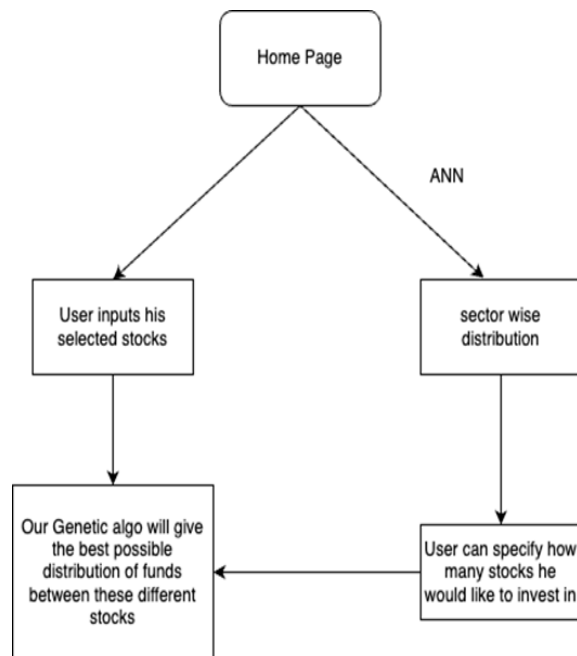 Home Page
ANN
User inputs his
selected stocks
sector wise
distribution
Our Genetic algo will give
the best possible
distribution of funds
between these different
stocks
User can specify how
many stocks he
would like to invest in